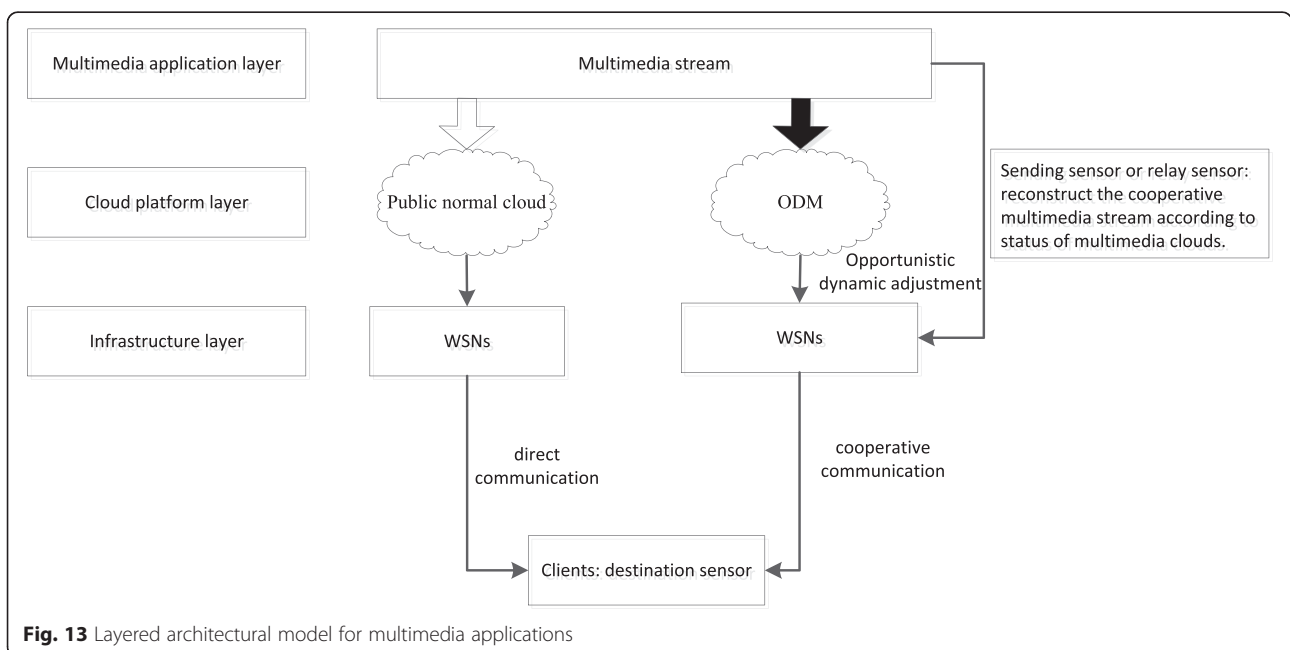 Multimedia application layer
Multimedia stream
Cloud platform layer
Public normal cloud
ODM
Sending sensor or relay sensor:
reconstruct the cooperative
multimedia stream according to
status of multimedia clouds.
Opportunistic
dynamic adjustment
Infrastructure layer
WSNs
WSNs
direct
communication
cooperative
communication
Clients: destination sensor
Fig. 13 Layered architectural model for multimedia applications